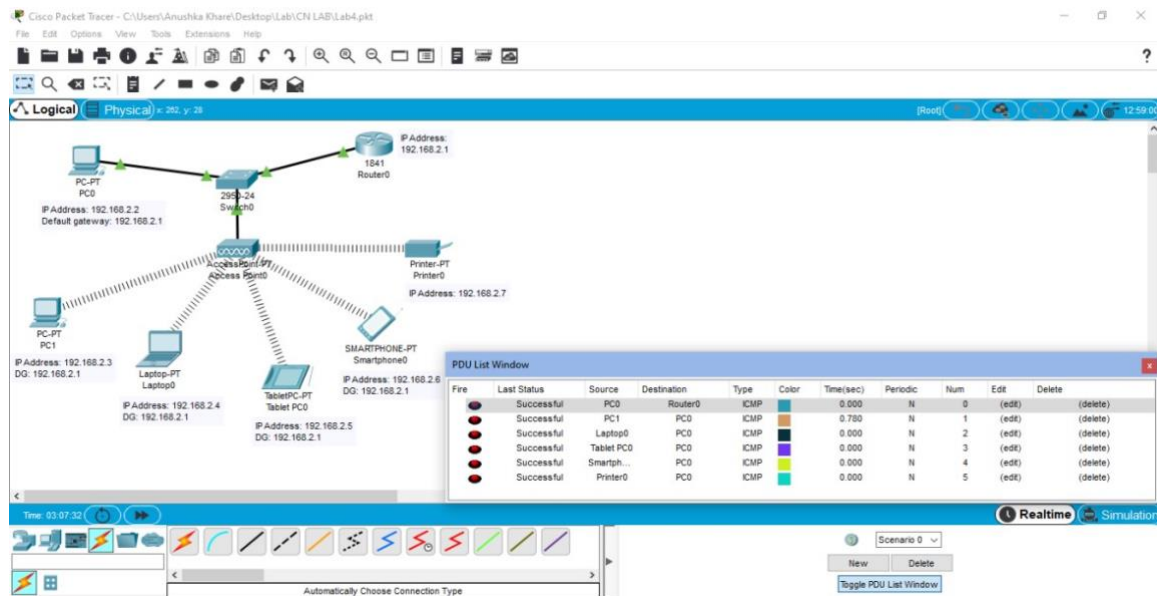 Cisco Packet Tracer - C:\Users\Anushka Khare\Desktop\Lab\CN LAB\Lab4.pkt
File Edit Options View Tools Extensions Help
?
Logical Physical x: 262, y: 28 [Root] 12:59:00
IP Address:
192.168.2.1
1841
Router0
PC-PT
PC0
IP Address: 192.168.2.2
Default gateway: 192.168.2.1
2950-24
Switch0
AccessPoint-PT
Access Point0
Printer-PT
Printer0
IP Address: 192.168.2.7
PC-PT
PC1
IP Address: 192.168.2.3
DG: 192.168.2.1
Laptop-PT
Laptop0
IP Address: 192.168.2.4
DG: 192.168.2.1
TabletPC-PT
Tablet PC0
IP Address: 192.168.2.5
DG: 192.168.2.1
SMARTPHONE-PT
Smartphone0
IP Address: 192.168.2.6
DG: 192.168.2.1
PDU List Window
Fire Last Status Source Destination Type Color Time(sec) Periodic Num Edit Delete
Successful PC0 Router0 ICMP 0.000 N 0 (edit) (delete)
Successful PC1 PC0 ICMP 0.780 N 1 (edit) (delete)
Successful Laptop0 PC0 ICMP 0.000 N 2 (edit) (delete)
Successful Tablet PC0 PC0 ICMP 0.000 N 3 (edit) (delete)
Successful Smartph... PC0 ICMP 0.000 N 4 (edit) (delete)
Successful Printer0 PC0 ICMP 0.000 N 5 (edit) (delete)
Time: 03:07:32 Realtime Simulation
Scenario 0
New Delete
Toggle PDU List Window
Automatically Choose Connection Type